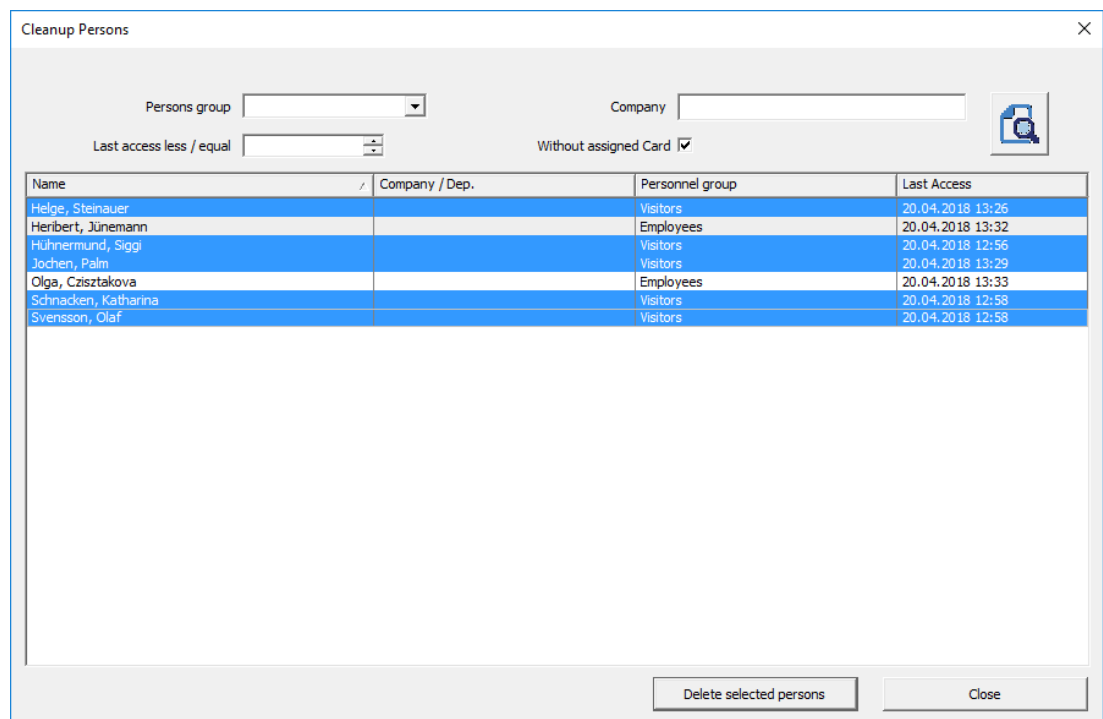 Cleanup Persons
Persons group Company
Last access less / equal Without assigned Card
Name Company / Dep. Personnel group Last Access
Helge, Steinauer Visitors 20.04.2018 13:26
Heribert, Jünemann Employees 20.04.2018 13:32
Hühnermund, Siggi Visitors 20.04.2018 12:56
Jochen, Palm Visitors 20.04.2018 13:29
Olga, Czisztakova Employees 20.04.2018 13:33
Schnacken, Katharina Visitors 20.04.2018 12:58
Svensson, Olaf Visitors 20.04.2018 12:58
Delete selected persons Close